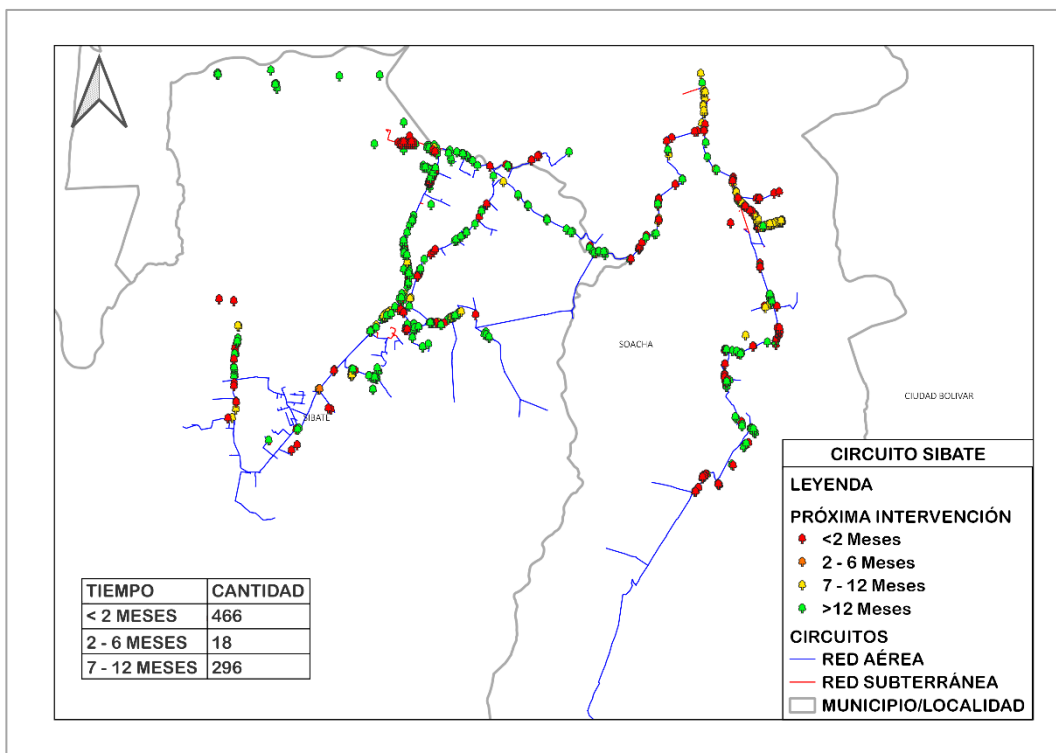 SOACHA
CIUDAD BOLIVAR
SIBATE
CIRCUITO SIBATE
LEYENDA
PRÓXIMA INTERVENCIÓN
<2 Meses
2 - 6 Meses
7 - 12 Meses
>12 Meses
CIRCUITOS
RED AÉREA
RED SUBTERRÁNEA
MUNICIPIO/LOCALIDAD
TIEMPO CANTIDAD
< 2 MESES 466
2 - 6 MESES 18
7 - 12 MESES 296